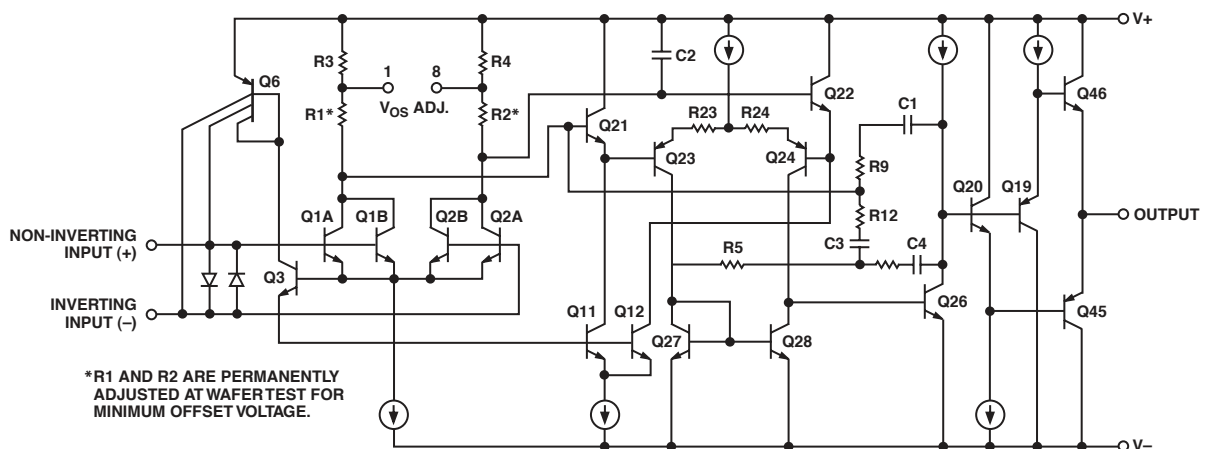 V+
R3
1
8
R4
C2
Q6
R1*
V_OS ADJ.
R2*
Q21
R23
R24
Q22
C1
Q46
Q23
Q24
R9
Q20
Q19
Q1A
Q1B
Q2B
Q2A
R12
OUTPUT
NON-INVERTING
INPUT (+)
C3
C4
R5
Q3
INVERTING
INPUT (–)
Q11
Q12
Q27
Q28
Q26
Q45
*R1 AND R2 ARE PERMANENTLY
ADJUSTED AT WAFER TEST FOR
MINIMUM OFFSET VOLTAGE.
V–